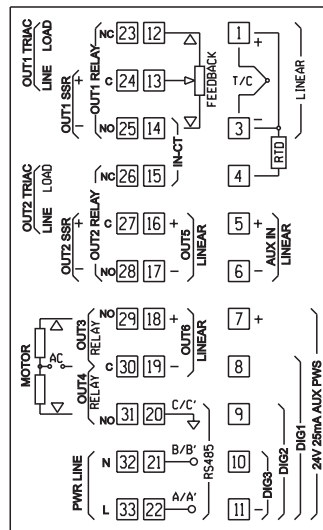 OUT1 TRIAC
LINE LOAD
OUT1 SSR
+
−
OUT1 RELAY
NC 23 12
C 24 13
NO 25 14
FEEDBACK
IN-CT
1
+
T/C
3
−
RTD
4
LINEAR
OUT2 TRIAC
LINE LOAD
OUT2 SSR
+
−
OUT2 RELAY
NC 26 15
C 27 16 +
NO 28 17 −
OUT5
LINEAR
5 +
6 −
AUX IN
LINEAR
MOTOR
AC
OUT3
RELAY
OUT4
RELAY
NO 29 18 +
C 30 19 −
NO 31 20 C/C'
OUT6
LINEAR
PWR LINE
N 32 21 B/B'
L 33 22 A/A'
RS485
7 +
8
9
10
11 −
DIG3
DIG2
DIG1
24V 25mA AUX PWS